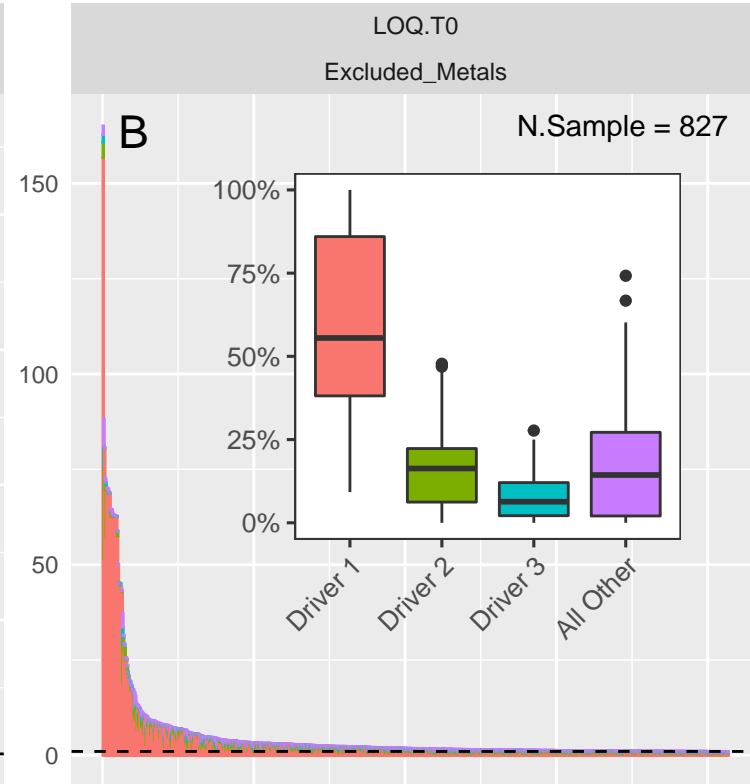 LOQ.T0
Excluded_Metals
B
N.Sample = 827
150
100
50
0
100%
75%
50%
25%
0%
Driver 1
Driver 2
Driver 3
All Other